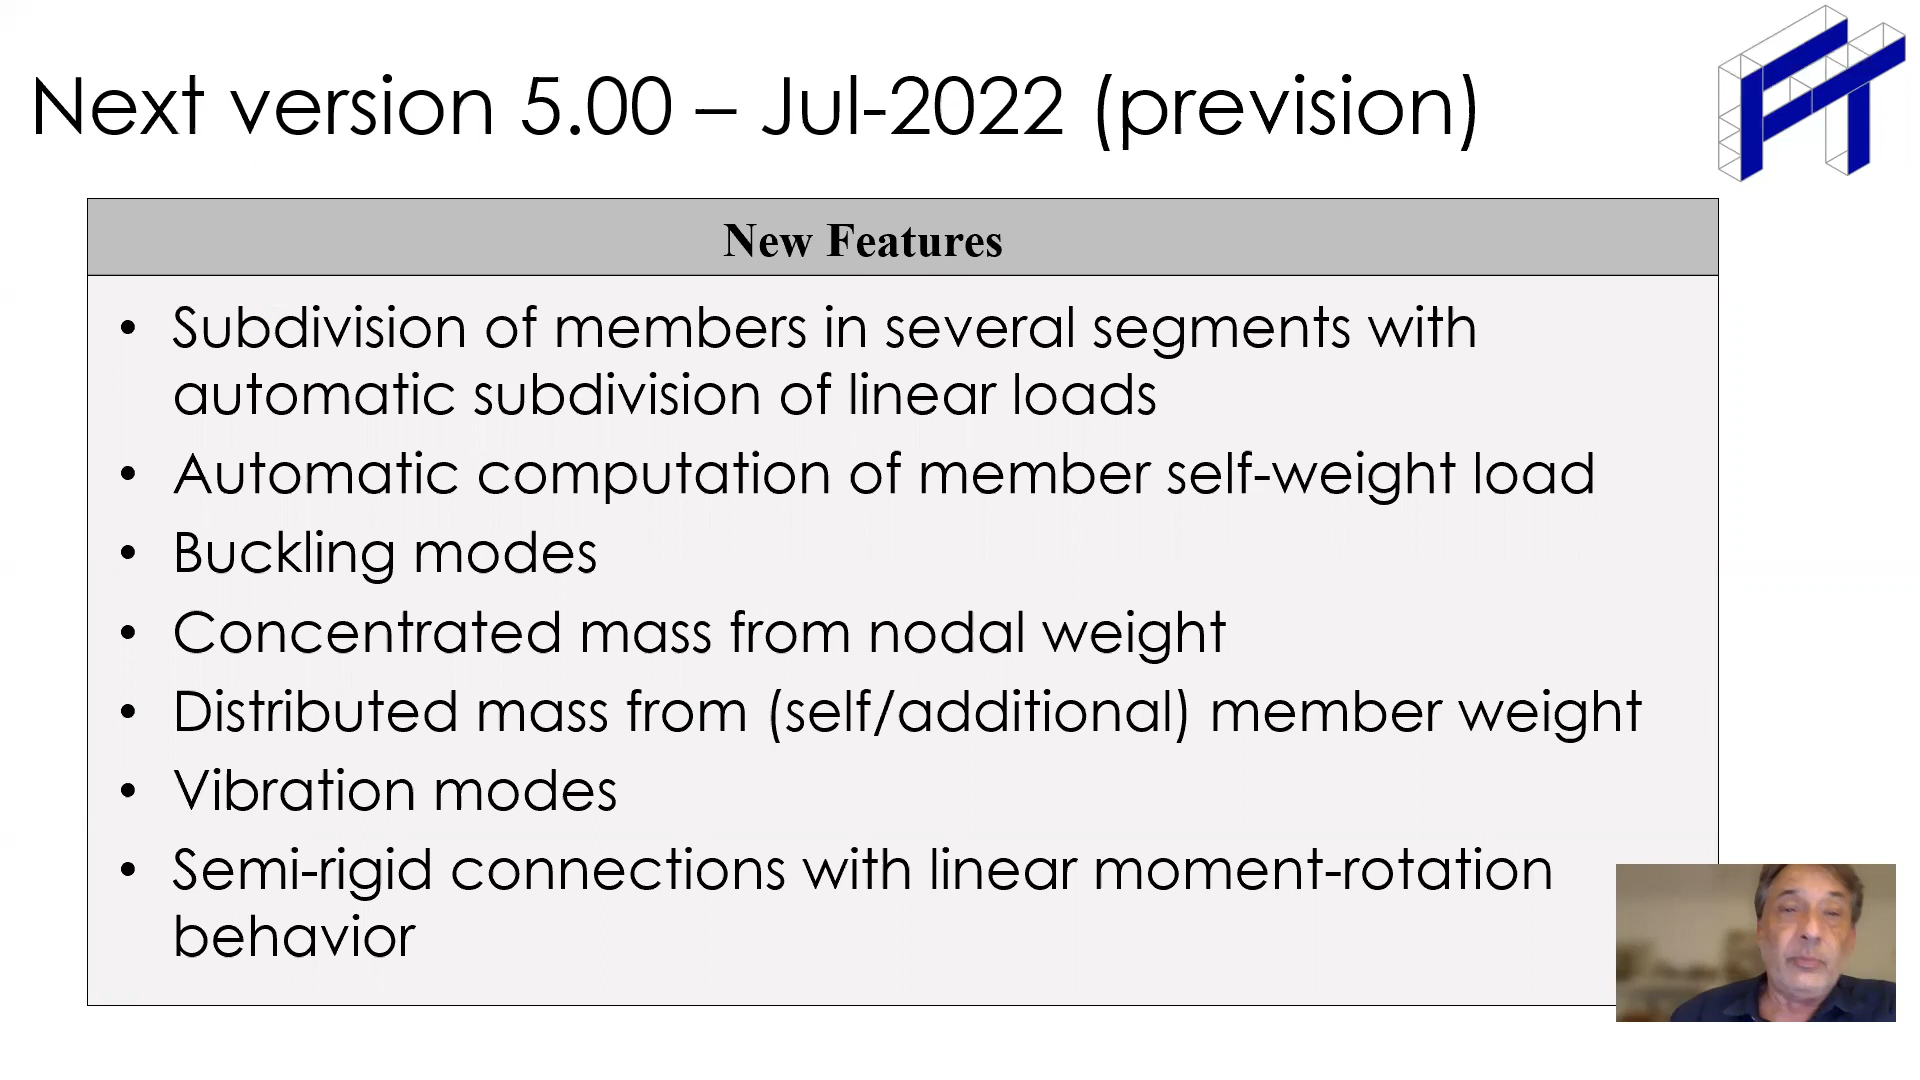 Next version 5.00 – Jul-2022 (prevision)
New Features
• Subdivision of members in several segments with
automatic subdivision of linear loads
• Automatic computation of member self-weight load
• Buckling modes
• Concentrated mass from nodal weight
• Distributed mass from (self/additional) member weight
• Vibration modes
• Semi-rigid connections with linear moment-rotation
behavior